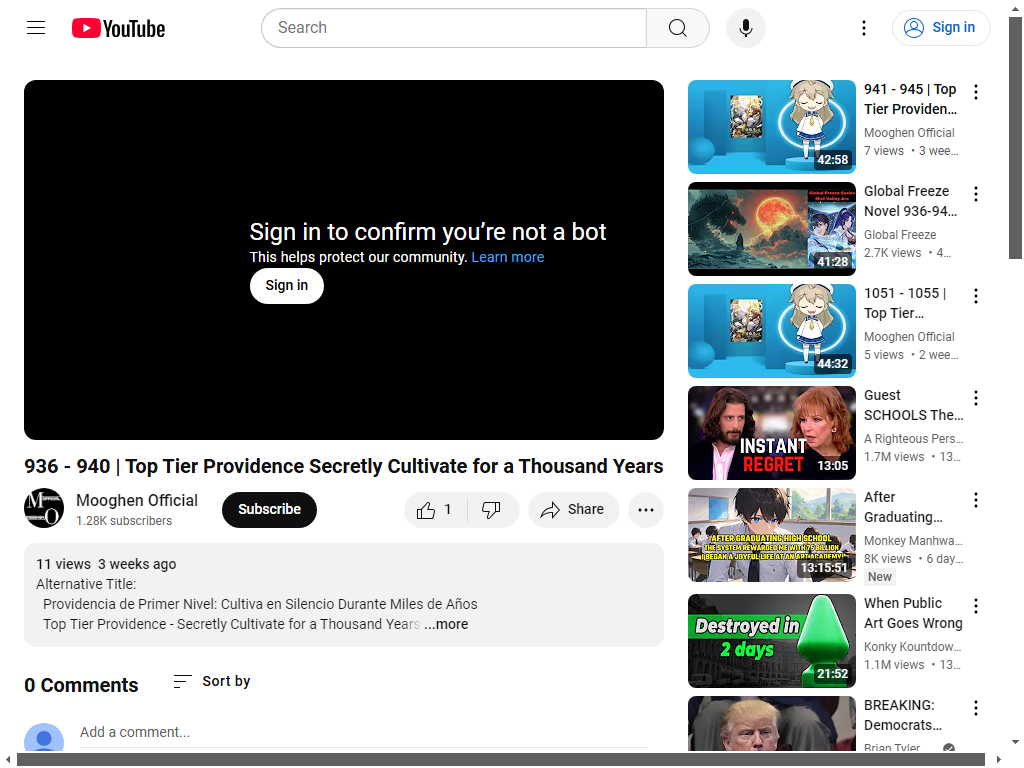 YouTube
Search
Sign in
Sign in to confirm you’re not a bot
This helps protect our community. Learn more
Sign in
936 - 940 | Top Tier Providence Secretly Cultivate for a Thousand Years
Mooghen Official
1.28K subscribers
Subscribe
1
Share
11 views 3 weeks ago
Alternative Title:
Providencia de Primer Nivel: Cultiva en Silencio Durante Miles de Años
Top Tier Providence - Secretly Cultivate for a Thousand Years ...more
0 Comments
Sort by
Add a comment...
42:58
941 - 945 | Top
Tier Providen...
Mooghen Official
7 views • 3 wee...
Global Freeze Series
Mist Valley Arc
41:28
Global Freeze
Novel 936-94...
Global Freeze
2.7K views • 4...
44:32
1051 - 1055 |
Top Tier...
Mooghen Official
5 views • 2 wee...
INSTANT
REGRET
13:05
Guest
SCHOOLS The...
A Righteous Pers...
1.7M views • 13...
AFTER GRADUATING HIGH SCHOOL
THE SYSTEM REWARDED ME WITH 75 BILLION
I BEGAN A JOYFUL LIFE AT AN ART ACADEMY!
13:15:51
After
Graduating...
Monkey Manhwa...
8K views • 6 day...
New
Destroyed in
2 days
21:52
When Public
Art Goes Wrong
Konky Kountdow...
1.1M views • 13...
BREAKING:
Democrats...
Brian Tyler